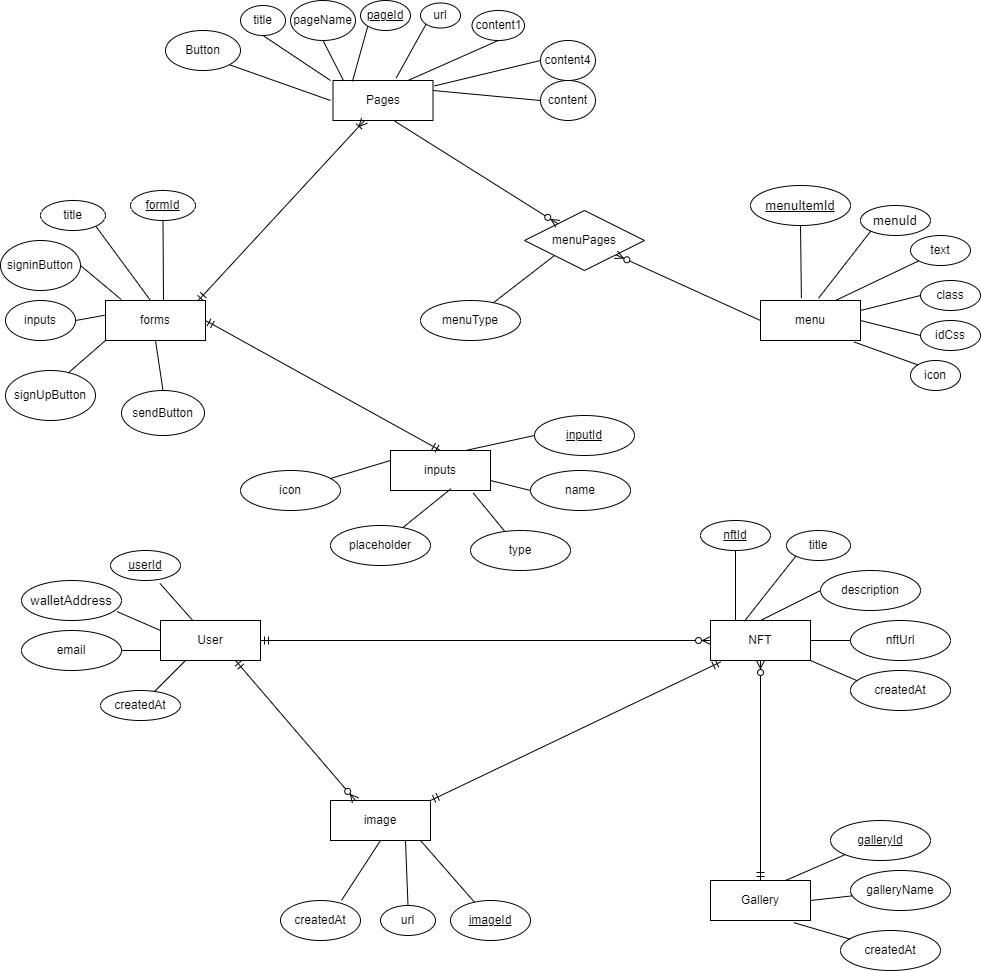 title
pageName
pageId
url
content1
Button
content4
content
Pages
formId
title
menuItemId
menuId
menuPages
text
signinButton
class
inputs
forms
menuType
menu
idCss
icon
signUpButton
sendButton
inputId
inputs
icon
name
placeholder
type
nftId
title
userId
description
walletAddress
User
NFT
nftUrl
email
createdAt
createdAt
image
galleryId
Gallery
galleryName
createdAt
url
imageId
createdAt